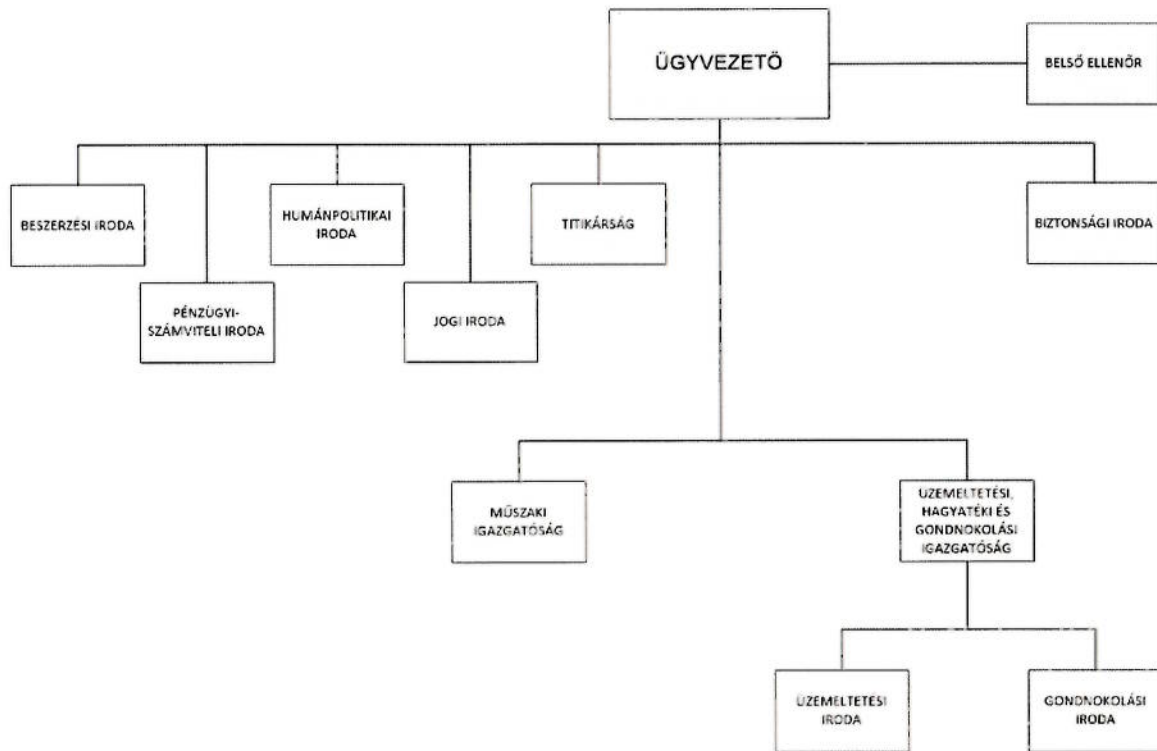 ÜGYVEZETŐ
BELSŐ ELLENŐR
BESZERZÉSI IRODA
HUMÁNPOLITIKAI
IRODA
TITIKÁRSÁG
BIZTONSÁGI IRODA
PÉNZÜGYI-
SZÁMVITELI IRODA
JOGI IRODA
MŰSZAKI
IGAZGATÓSÁG
ÜZEMELTETÉSI,
HAGYATÉKI ÉS
GONDNOKOLÁSI
IGAZGATÓSÁG
ÜZEMELTETÉSI
IRODA
GONDNOKOLÁSI
IRODA